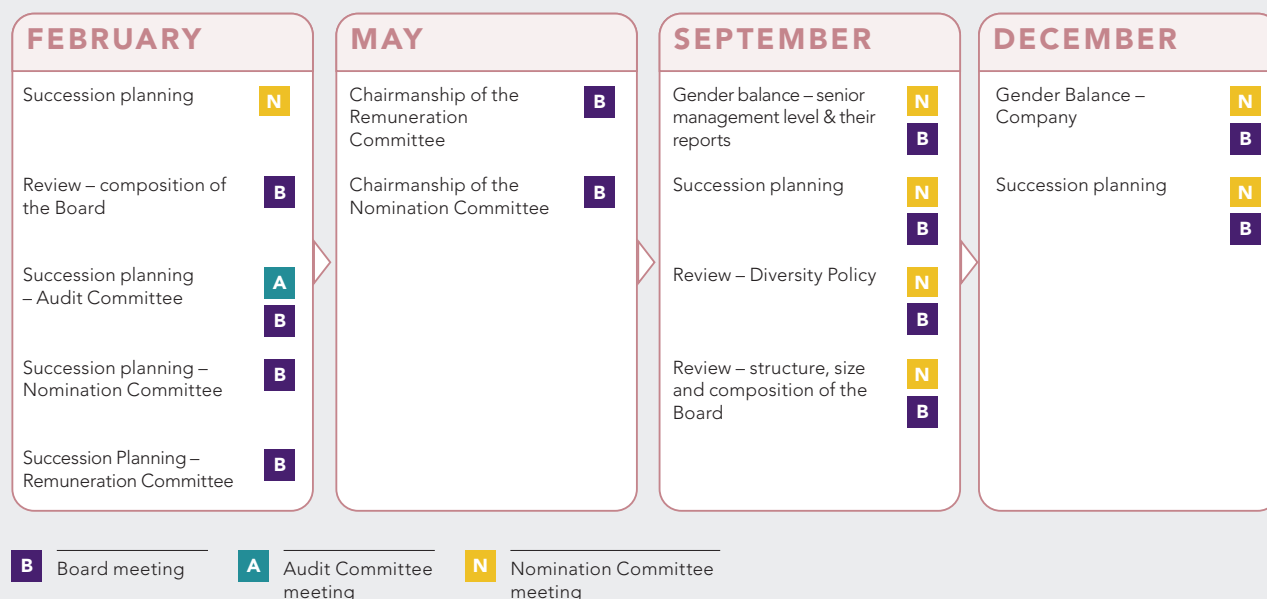 FEBRUARY
Succession planning
N
Review – composition of
the Board
B
Succession planning
– Audit Committee
A
B
Succession planning –
Nomination Committee
B
Succession Planning –
Remuneration Committee
B
MAY
Chairmanship of the
Remuneration
Committee
B
Chairmanship of the
Nomination Committee
B
SEPTEMBER
Gender balance – senior
management level & their
reports
N
B
Succession planning
N
B
Review – Diversity Policy
N
B
Review – structure, size
and composition of the
Board
N
B
DECEMBER
Gender Balance –
Company
N
B
Succession planning
N
B
B Board meeting
A Audit Committee
meeting
N Nomination Committee
meeting